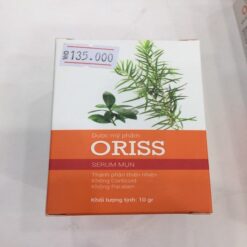 VND 135.000
Dược mỹ phẩm
ORISS
SERUM MỤN
Thành phần thiên nhiên
Không Corticoid
Không Paraben
Khối lượng tịnh: 10 gr